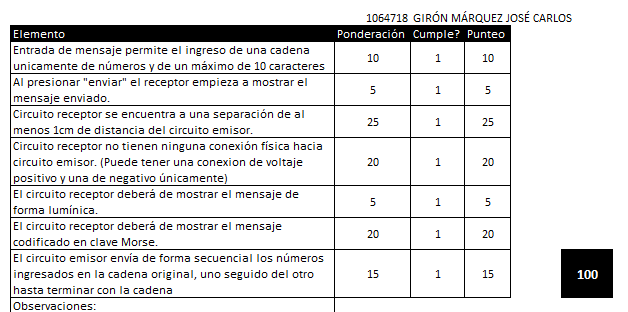 1064718 GIRÓN MÁRQUEZ JOSÉ CARLOS
Elemento Ponderación Cumple? Punteo
Entrada de mensaje permite el ingreso de una cadena
unicamente de números y de un máximo de 10 caracteres 10 1 10
Al presionar "enviar" el receptor empieza a mostrar el
mensaje enviado. 5 1 5
Circuito receptor se encuentra a una separación de al
menos 1cm de distancia del circuito emisor. 25 1 25
Circuito receptor no tienen ninguna conexión física hacia
circuito emisor. (Puede tener una conexion de voltaje
positivo y una de negativo únicamente) 20 1 20
El circuito receptor deberá de mostrar el mensaje de
forma lumínica. 5 1 5
El circuito receptor deberá de mostrar el mensaje
codificado en clave Morse. 20 1 20
El circuito emisor envía de forma secuencial los números
ingresados en la cadena original, uno seguido del otro
hasta terminar con la cadena 15 1 15
100
Observaciones: